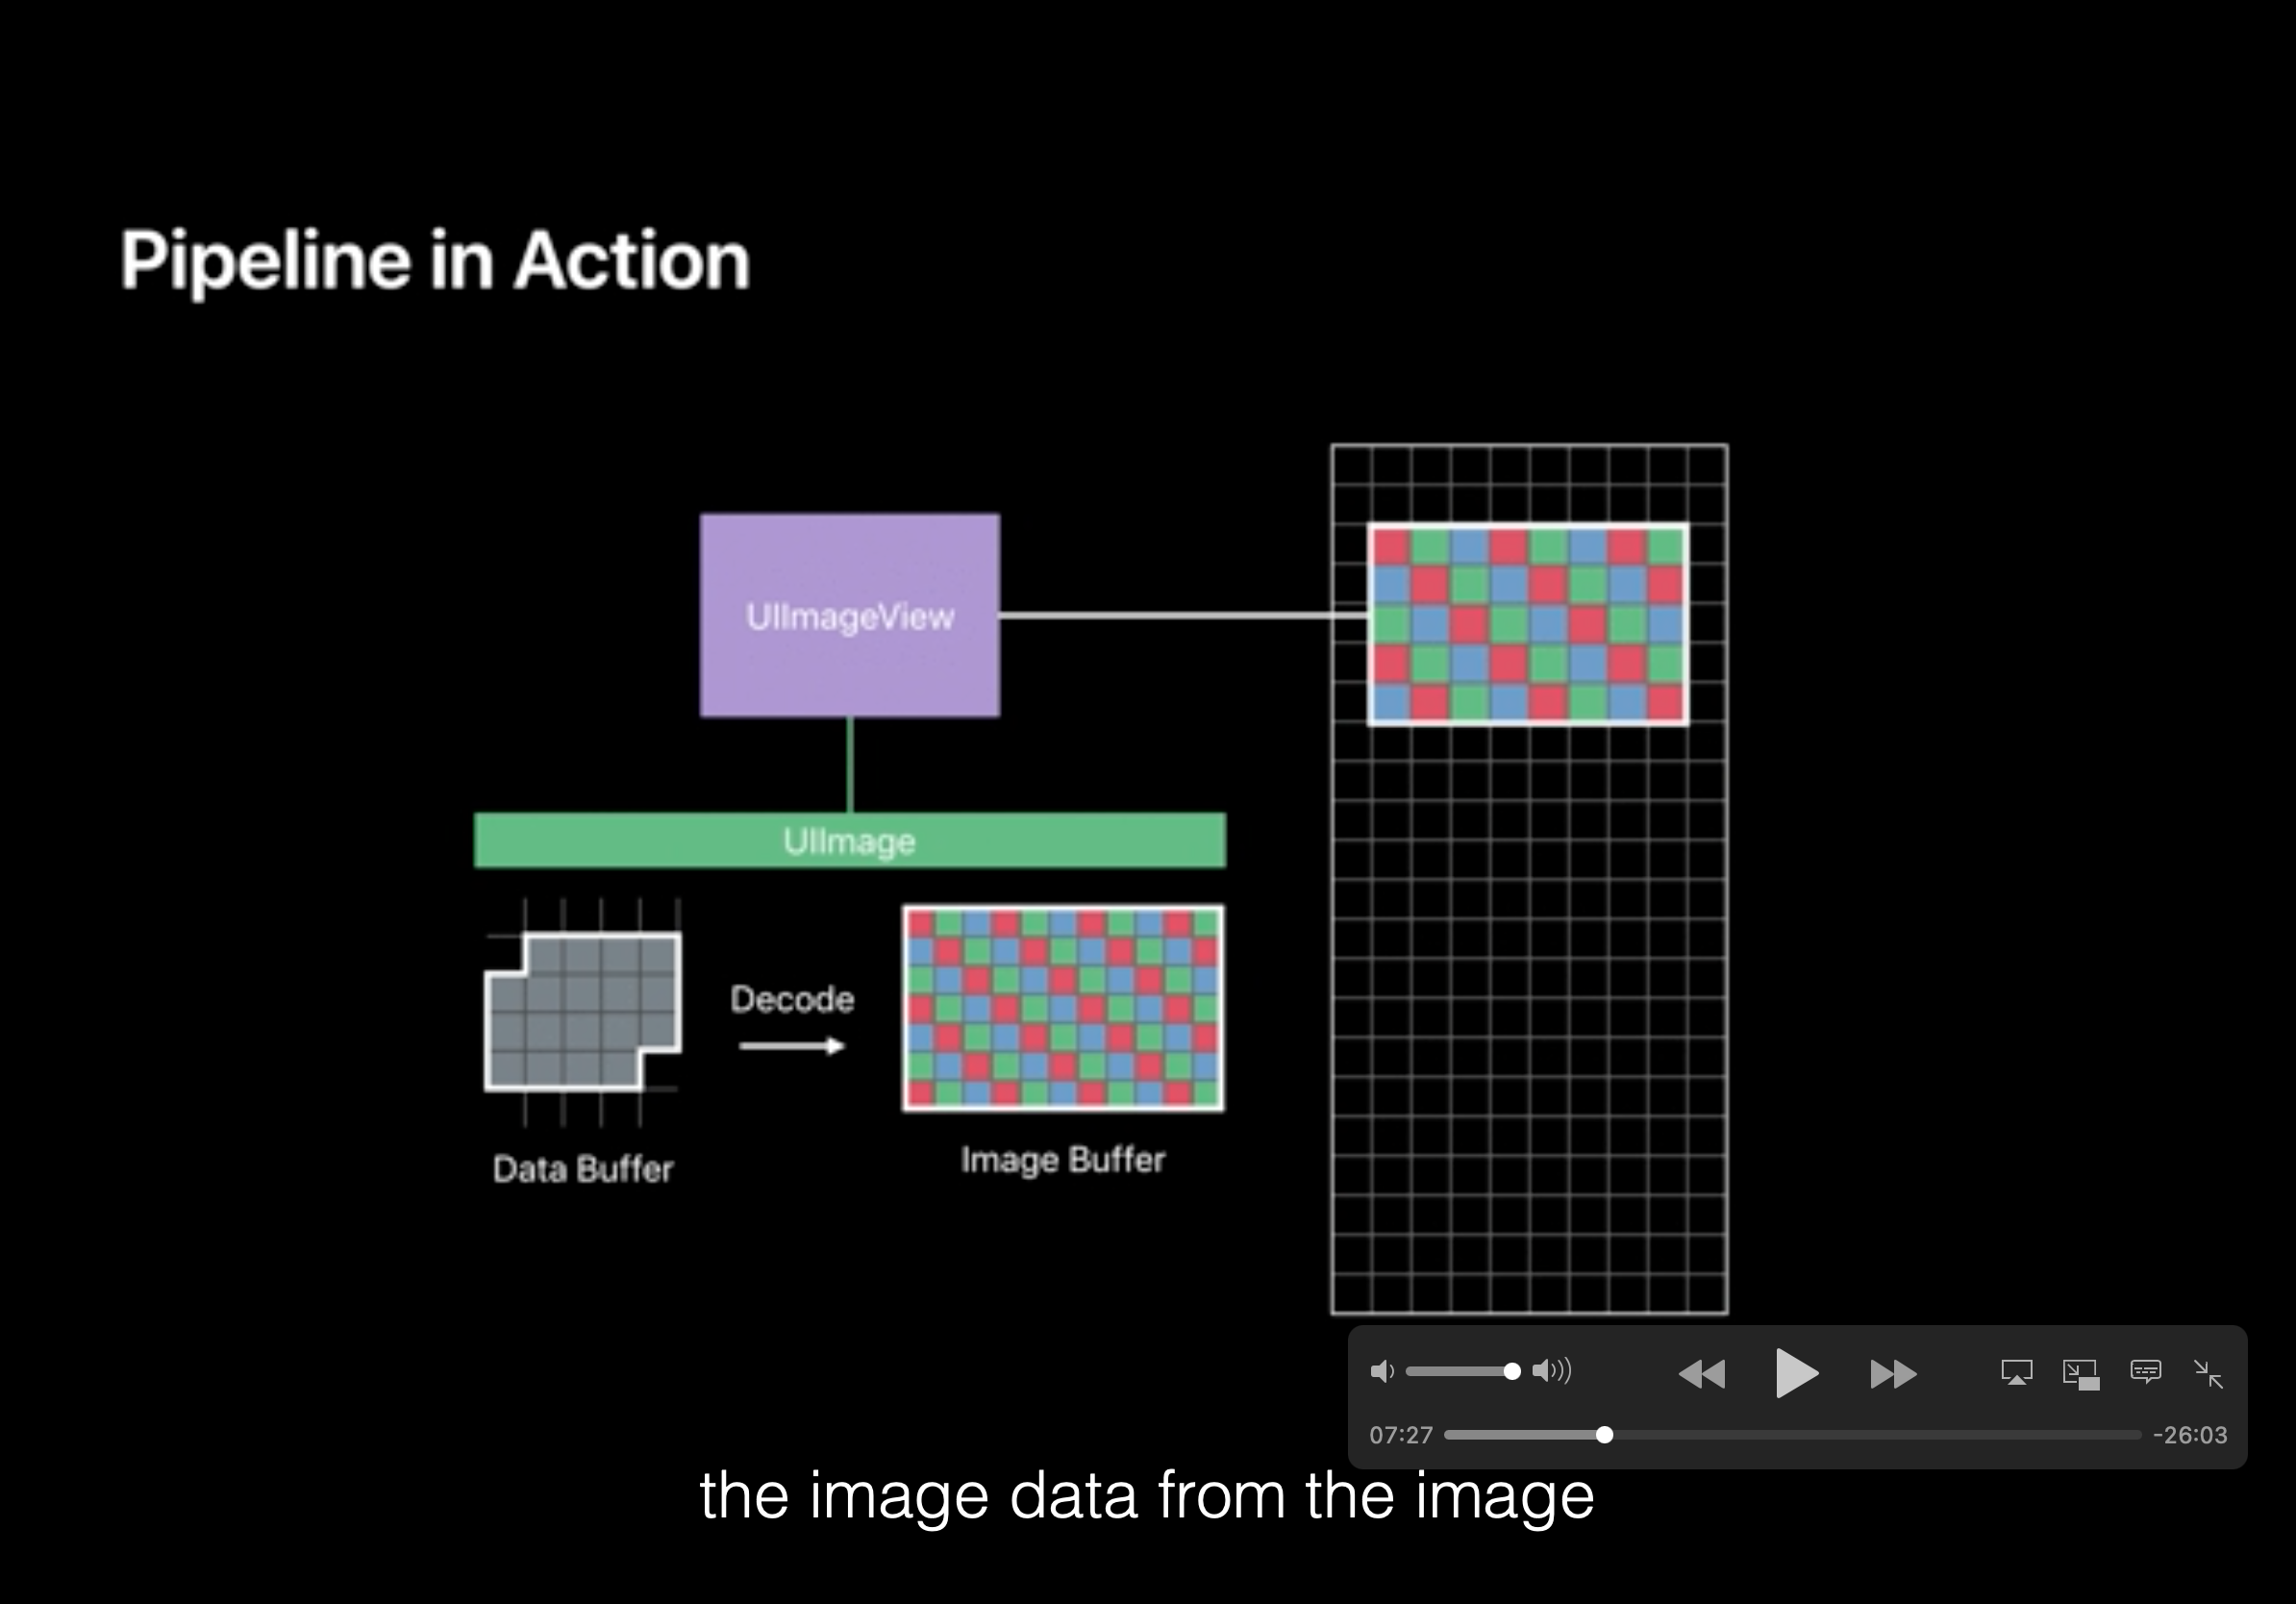 Pipeline in Action
UIImageView
UIImage
Decode
Data Buffer
Image Buffer
07:27
-26:03
the image data from the image